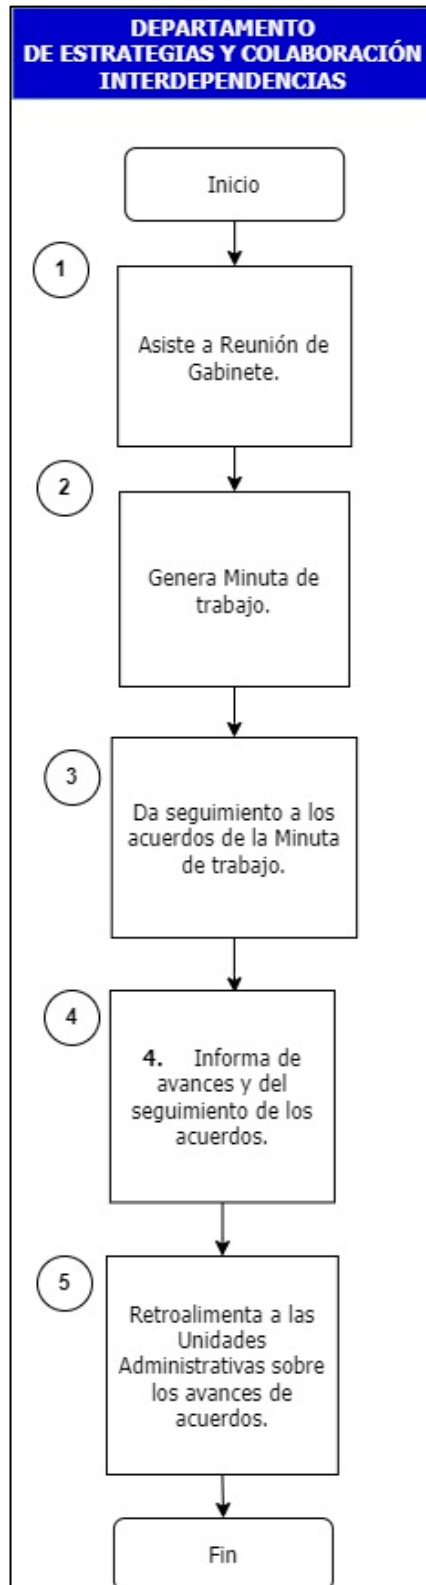 DEPARTAMENTO
DE ESTRATEGIAS Y COLABORACIÓN
INTERDEPENDENCIAS
Inicio
1
Asiste a Reunión de
Gabinete.
2
Genera Minuta de
trabajo.
3
Da seguimiento a los
acuerdos de la Minuta
de trabajo.
4
4. Informa de
avances y del
seguimiento de los
acuerdos.
5
Retroalimenta a las
Unidades
Administrativas sobre
los avances de
acuerdos.
Fin